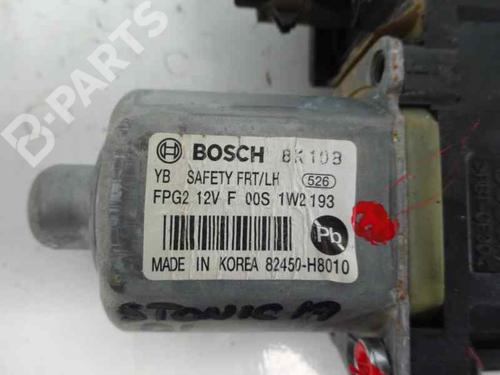 BOSCH 8K10B
YB SAFETY FRT/LH 526
FPG2 12V F 00S 1W2 193
Pb
MADE IN KOREA 82450-H8010
STONIC 19
B-PARTS